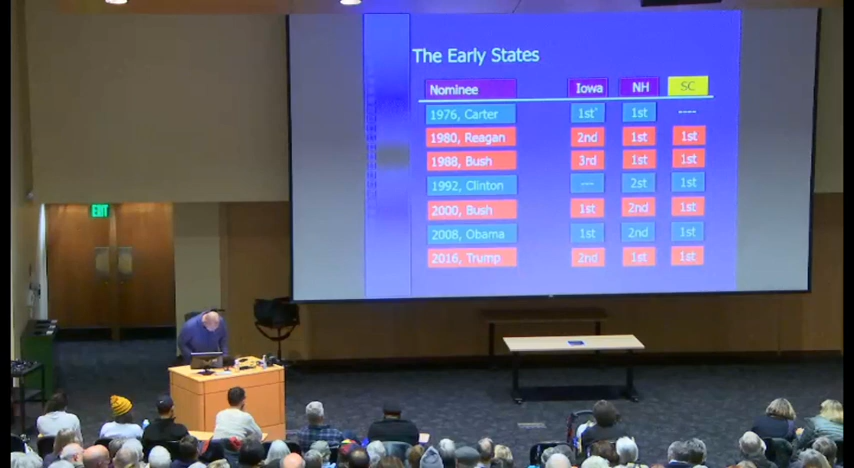 The Early States
Nominee Iowa NH SC
1976, Carter 1st* 1st ----
1980, Reagan 2nd 1st 1st
1988, Bush 3rd 1st 1st
1992, Clinton --- 2st 1st
2000, Bush 1st 2nd 1st
2008, Obama 1st 2nd 1st
2016, Trump 2nd 1st 1st
EXIT